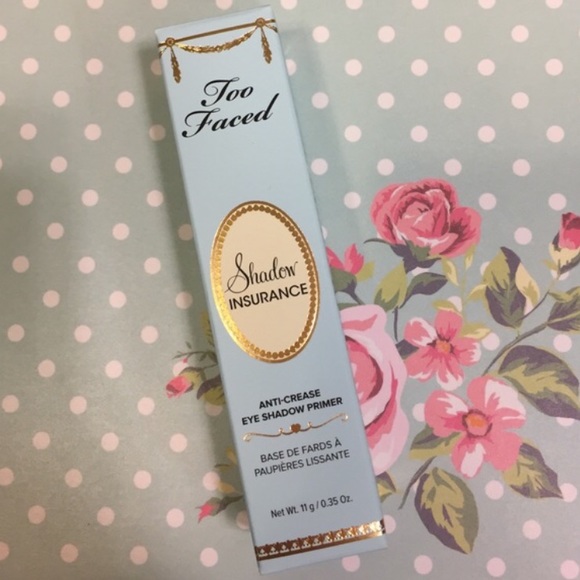 Too
Faced
Shadow
INSURANCE
ANTI-CREASE
EYE SHADOW PRIMER
BASE DE FARDS À
PAUPIÈRES LISSANTE
Net Wt. 11 g / 0.35 Oz.